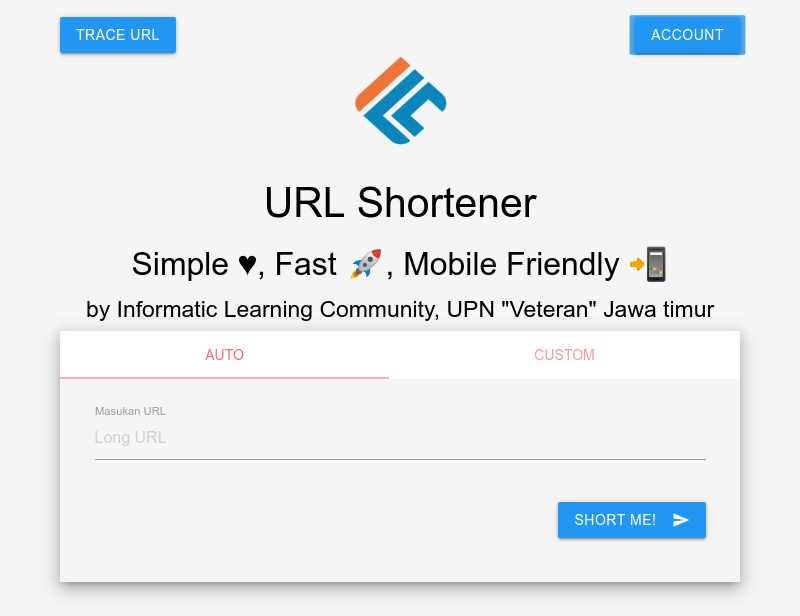 TRACE URL
ACCOUNT
URL Shortener
Simple ♥, Fast 🚀, Mobile Friendly 📲
by Informatic Learning Community, UPN "Veteran" Jawa timur
AUTO
CUSTOM
Masukan URL
Long URL
SHORT ME!